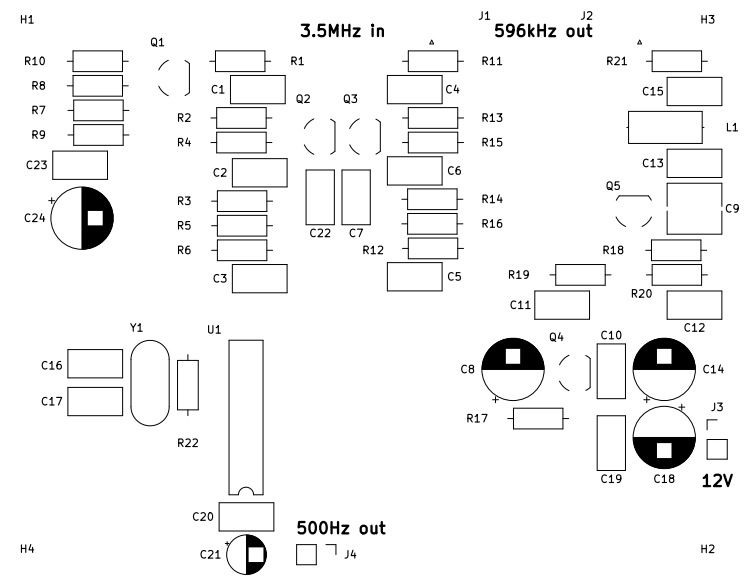 H1 J1 J2 H3
3.5MHz in 596kHz out
Q1
R10 R1 R11 R21
R8 C1 C4 C15
Q2 Q3
R7 R2 R13
R9 R4 R15 L1
C23 C2 C6 C13
Q5
R3 R14
C24 R5 R16 C9
C22 C7
R6 R12 R18
C3 C5 R19
R20
C11
C12
Y1 U1 Q4 C10
C16 C8 C14
C17 J3
R17
R22
C19 C18 12V
C20
500Hz out
H4 C21 J4 H2
+
+
+
+
+